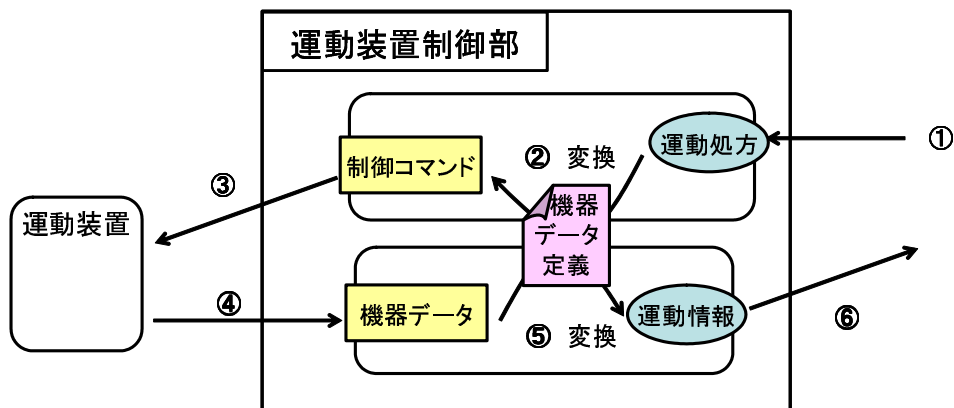 運動装置制御部
運動処方
①
② 変換
制御コマンド
③
運動装置
機器
データ
定義
④
機器データ
⑤ 変換
運動情報
⑥